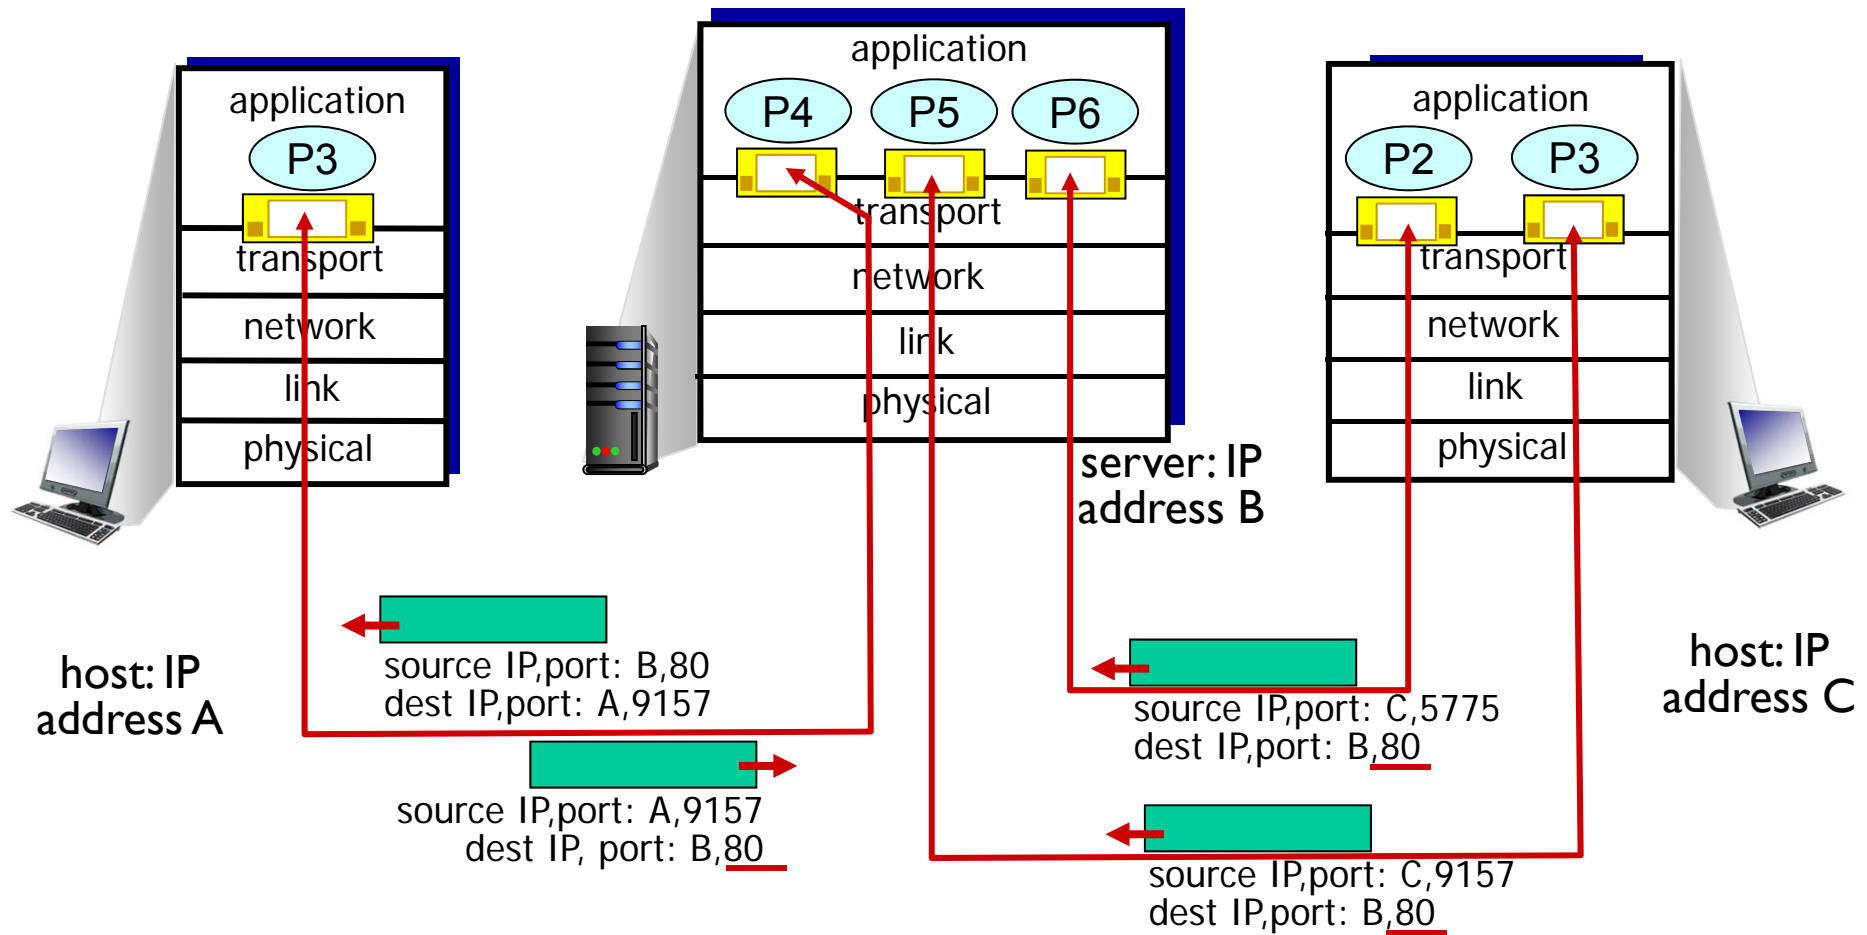 application
P3
transport
network
link
physical
host: IP
address A
application
P4 P5 P6
transport
network
link
physical
server: IP
address B
application
P2 P3
transport
network
link
physical
host: IP
address C
source IP,port: B,80
dest IP,port: A,9157
source IP,port: A,9157
dest IP, port: B,80
source IP,port: C,5775
dest IP,port: B,80
source IP,port: C,9157
dest IP,port: B,80